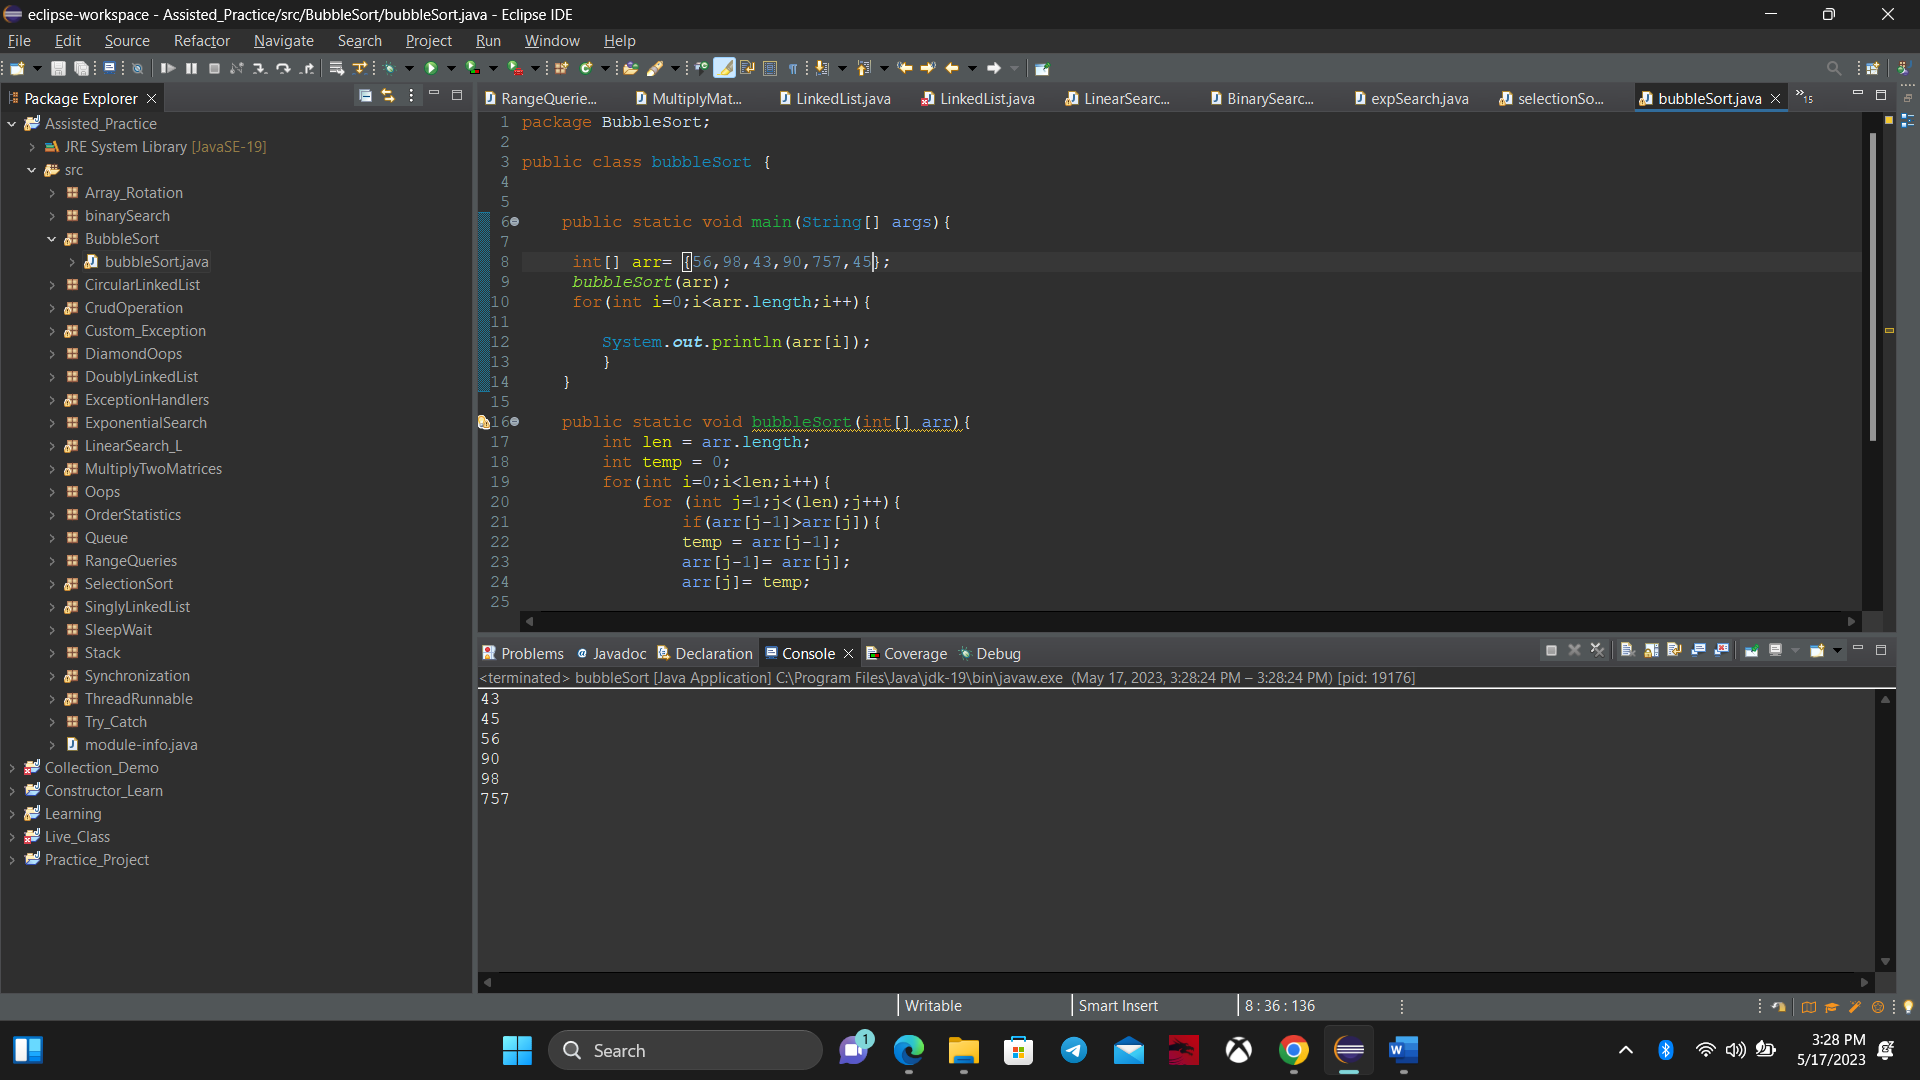 eclipse-workspace - Assisted_Practice/src/BubbleSort/bubbleSort.java - Eclipse IDE
File Edit Source Refactor Navigate Search Project Run Window Help
Package Explorer
Assisted_Practice
JRE System Library [JavaSE-19]
src
Array_Rotation
binarySearch
BubbleSort
bubbleSort.java
CircularLinkedList
CrudOperation
Custom_Exception
DiamondOops
DoublyLinkedList
ExceptionHandlers
ExponentialSearch
LinearSearch_L
MultiplyTwoMatrices
Oops
OrderStatistics
Queue
RangeQueries
SelectionSort
SinglyLinkedList
SleepWait
Stack
Synchronization
ThreadRunnable
Try_Catch
module-info.java
Collection_Demo
Constructor_Learn
Learning
Live_Class
Practice_Project
RangeQuerie... MultiplyMat... LinkedList.java LinkedList.java LinearSearc... BinarySearc... expSearch.java selectionSo... bubbleSort.java »15
1 package BubbleSort;
2
3 public class bubbleSort {
4
5
6 public static void main(String[] args){
7
8 int[] arr= {56,98,43,90,757,45};
9 bubbleSort(arr);
10 for(int i=0;i<arr.length;i++){
11
12 System.out.println(arr[i]);
13 }
14 }
15
16 public static void bubbleSort(int[] arr){
17 int len = arr.length;
18 int temp = 0;
19 for(int i=0;i<len;i++){
20 for (int j=1;j<(len);j++){
21 if(arr[j-1]>arr[j]){
22 temp = arr[j-1];
23 arr[j-1]= arr[j];
24 arr[j]= temp;
25
Problems Javadoc Declaration Console Coverage Debug
<terminated> bubbleSort [Java Application] C:\Program Files\Java\jdk-19\bin\javaw.exe (May 17, 2023, 3:28:24 PM – 3:28:24 PM) [pid: 19176]
43
45
56
90
98
757
Writable Smart Insert 8 : 36 : 136
Search
1
3:28 PM
5/17/2023